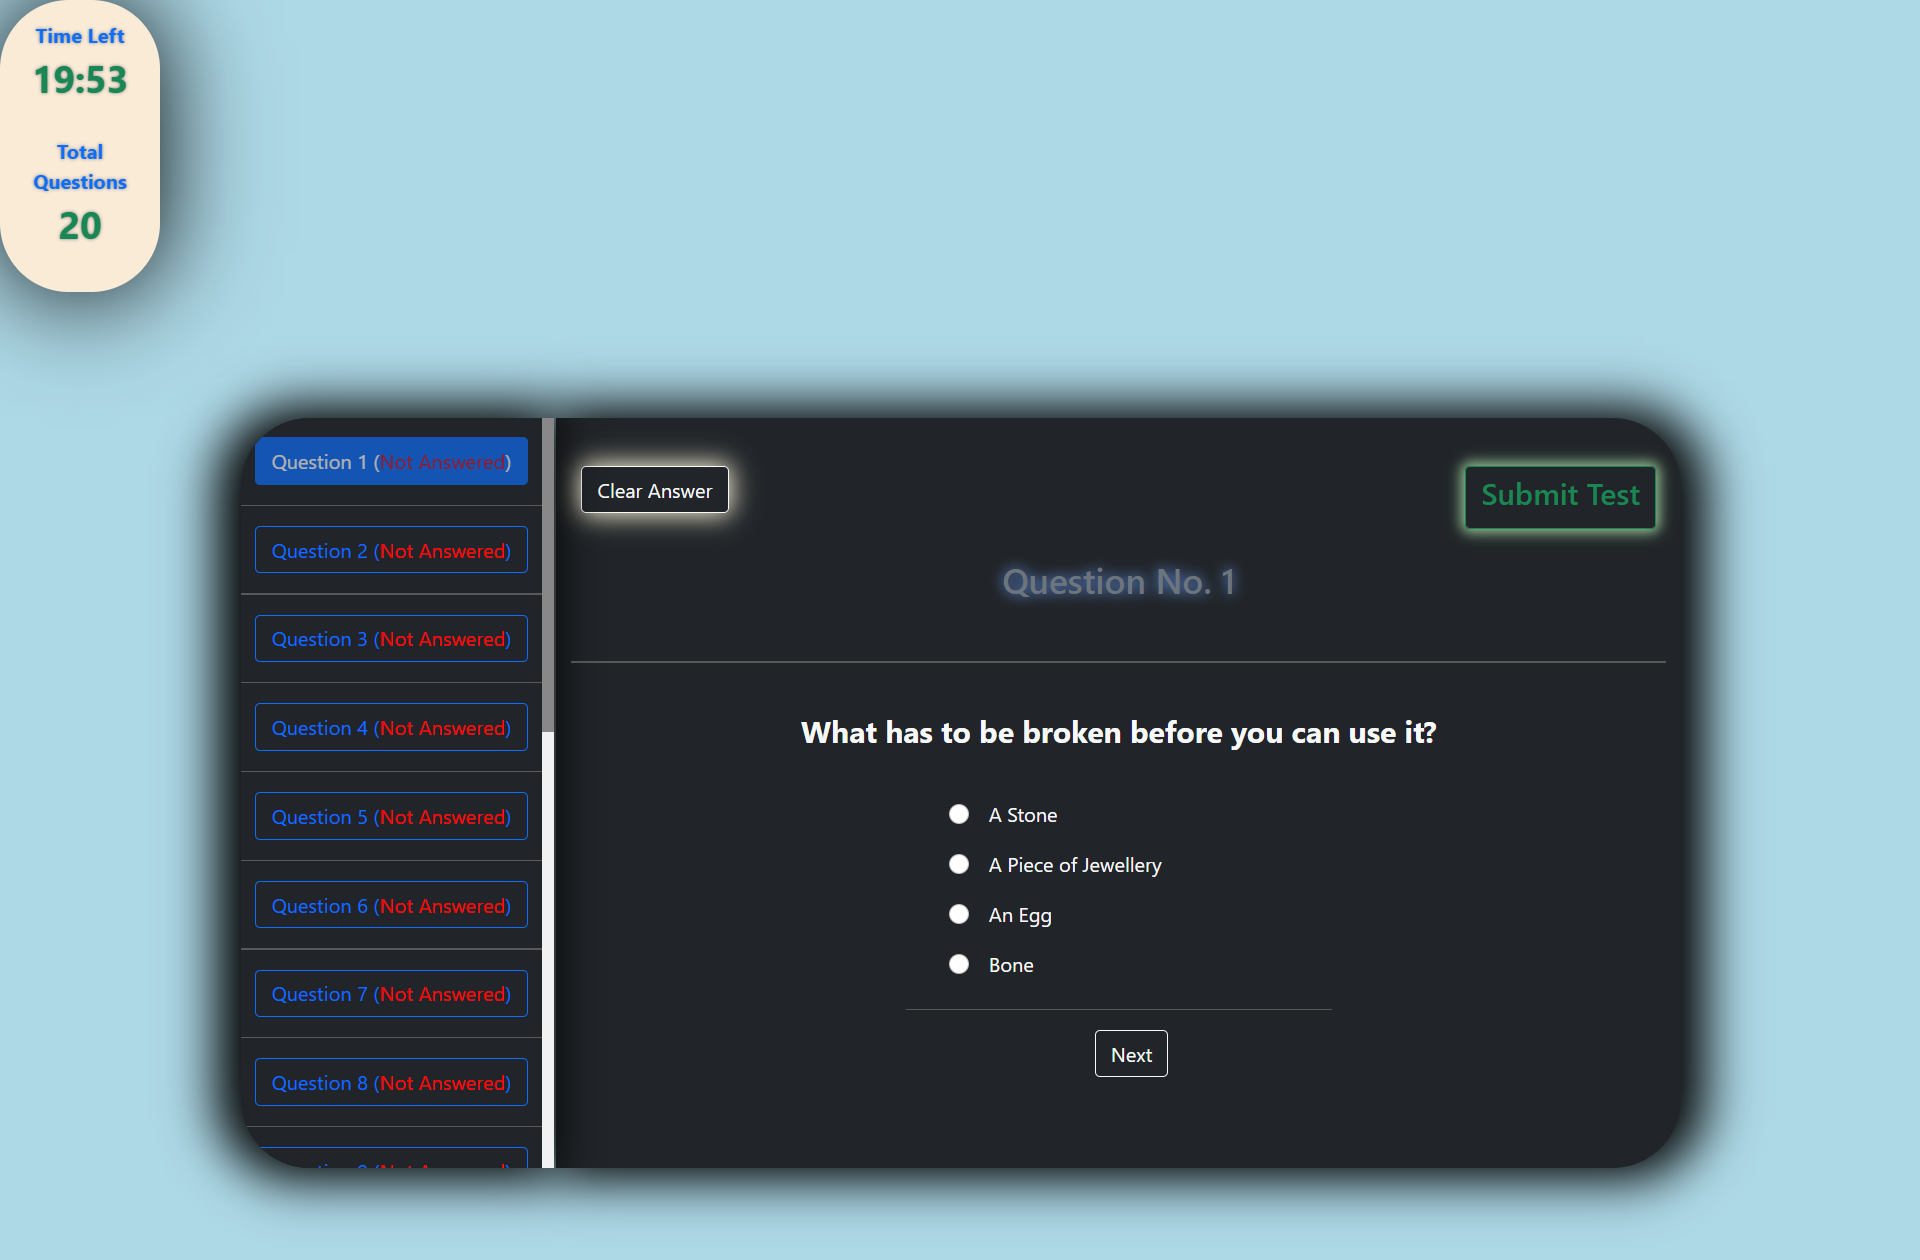 Time Left
19:53
Total
Questions
20
Question 1 (Not Answered)
Question 2 (Not Answered)
Question 3 (Not Answered)
Question 4 (Not Answered)
Question 5 (Not Answered)
Question 6 (Not Answered)
Question 7 (Not Answered)
Question 8 (Not Answered)
Clear Answer
Submit Test
Question No. 1
What has to be broken before you can use it?
A Stone
A Piece of Jewellery
An Egg
Bone
Next